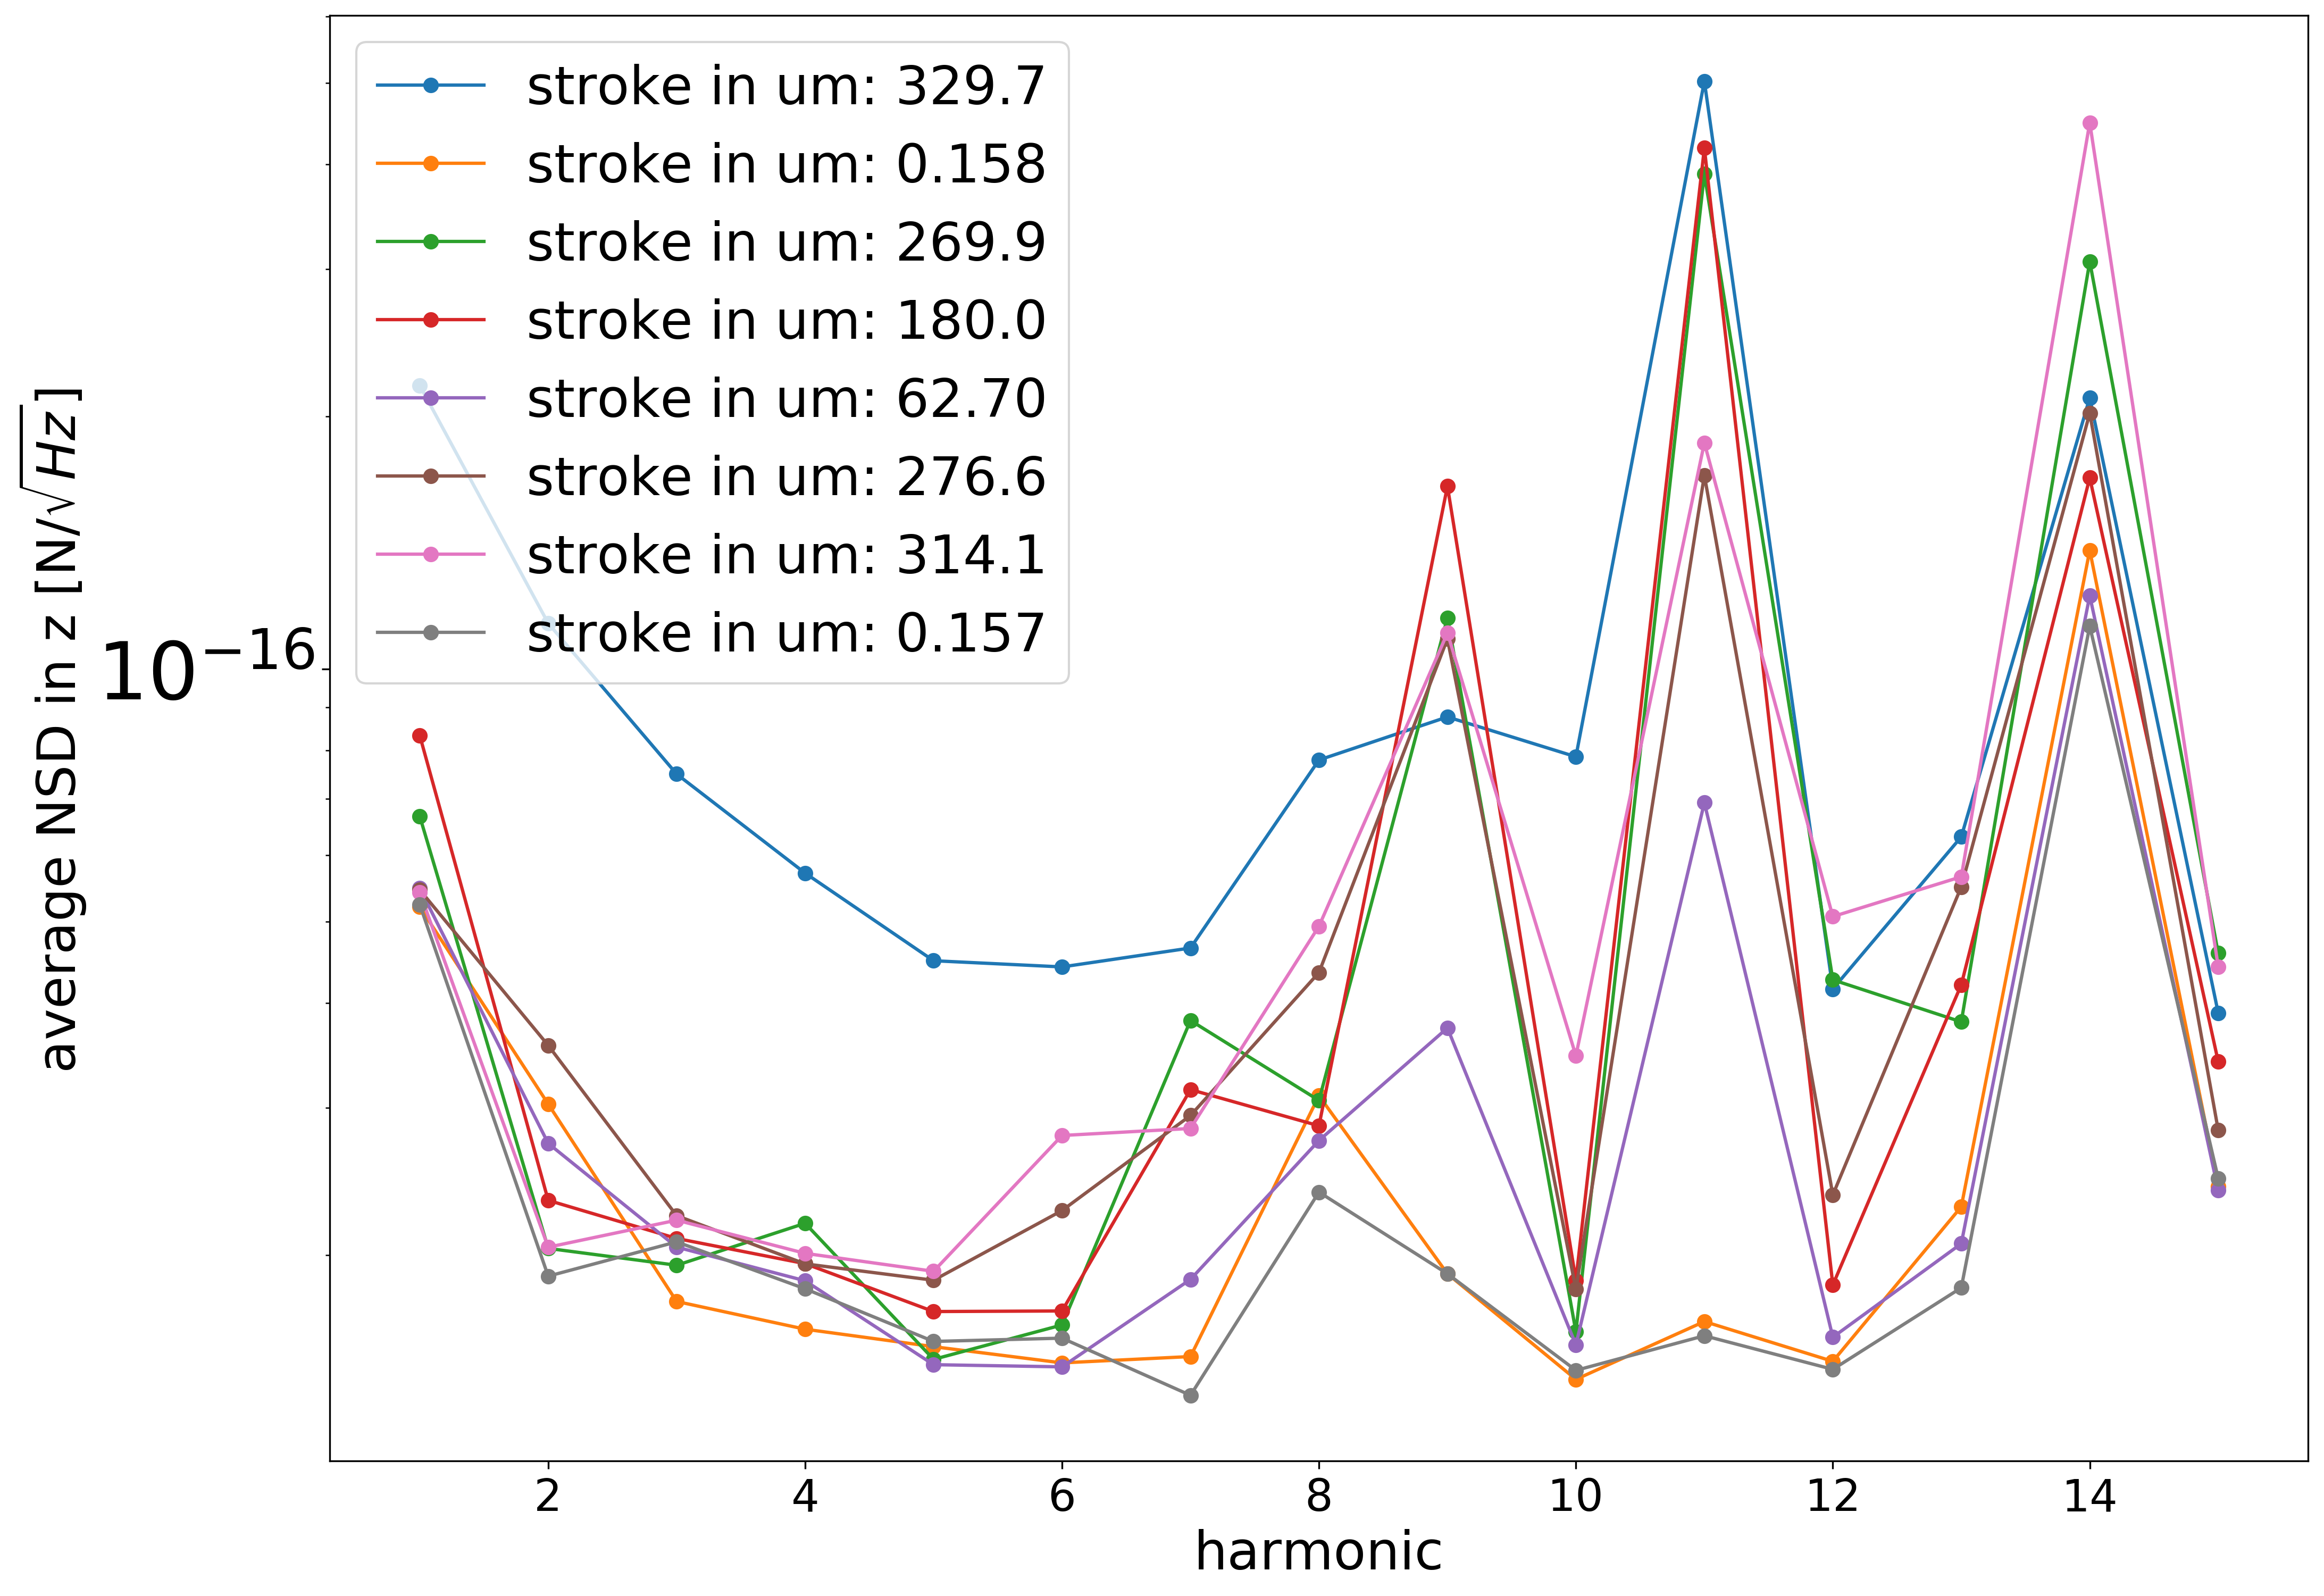 average NSD in z [N/√Hz]
10⁻¹⁶
stroke in um: 329.7
stroke in um: 0.158
stroke in um: 269.9
stroke in um: 180.0
stroke in um: 62.70
stroke in um: 276.6
stroke in um: 314.1
stroke in um: 0.157
2 4 6 8 10 12 14
harmonic